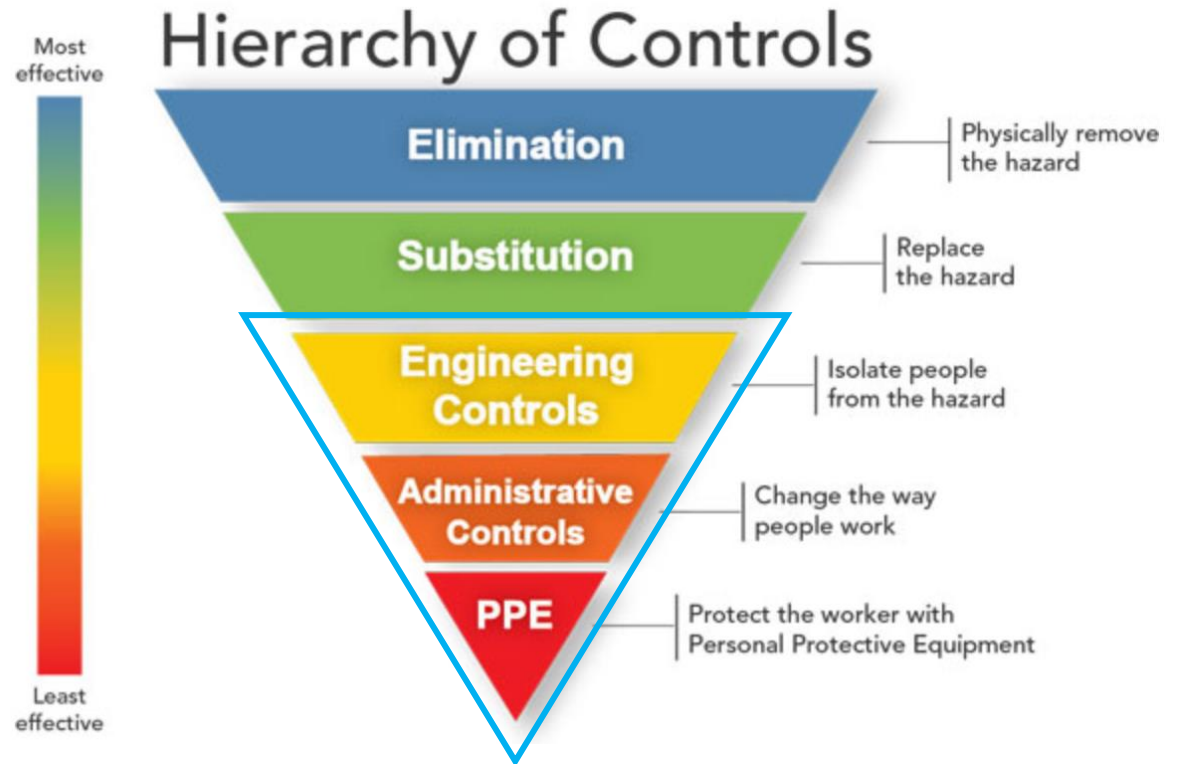 Hierarchy of Controls
Most
effective
Elimination
Physically remove
the hazard
Substitution
Replace
the hazard
Engineering
Controls
Isolate people
from the hazard
Administrative
Controls
Change the way
people work
PPE
Protect the worker with
Personal Protective Equipment
Least
effective